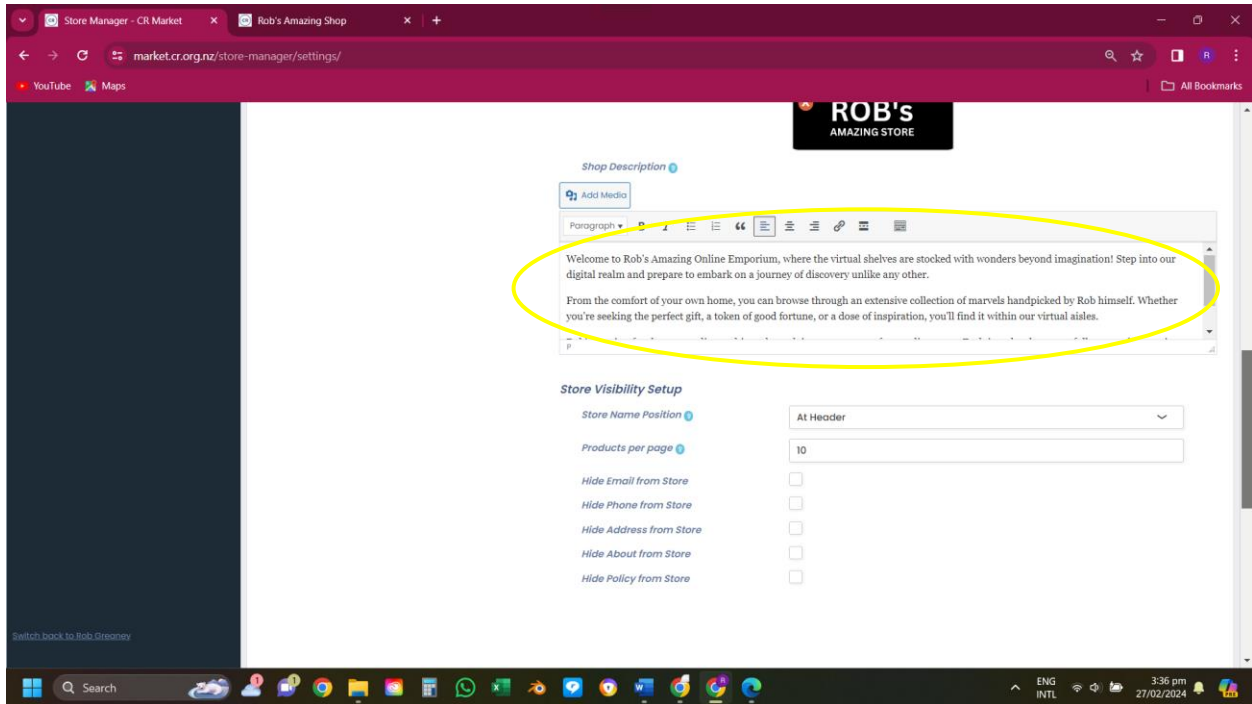 Store Manager - CR Market
Rob's Amazing Shop
market.cr.org.nz/store-manager/settings/
R
YouTube
Maps
All Bookmarks
ROB's
AMAZING STORE
Shop Description
Add Media
Paragraph
B I
Welcome to Rob's Amazing Online Emporium, where the virtual shelves are stocked with wonders beyond imagination! Step into our
digital realm and prepare to embark on a journey of discovery unlike any other.
From the comfort of your own home, you can browse through an extensive collection of marvels handpicked by Rob himself. Whether
you're seeking the perfect gift, a token of good fortune, or a dose of inspiration, you'll find it within our virtual aisles.
P
Store Visibility Setup
Store Name Position
At Header
Products per page
10
Hide Email from Store
Hide Phone from Store
Hide Address from Store
Hide About from Store
Hide Policy from Store
Switch back to Rob Greaney
Search
1
1
ENG
INTL
3:36 pm
27/02/2024